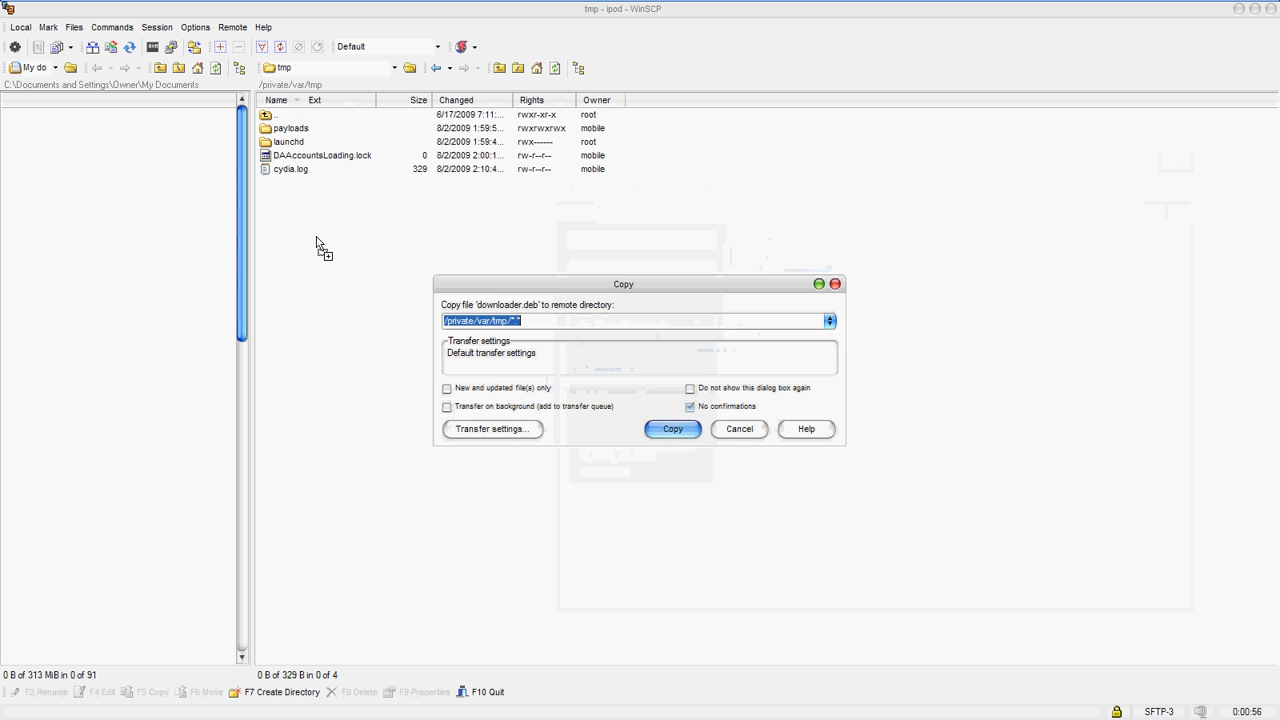 tmp - ipod - WinSCP
Local Mark Files Commands Session Options Remote Help
Default
My do tmp
C:\Documents and Settings\Owner\My Documents /private/var/tmp
Name Ext Size Changed Rights Owner
.. 6/17/2009 7:11:... rwxr-xr-x root
payloads 8/2/2009 1:59:5... rwxrwxrwx mobile
launchd 8/2/2009 1:59:4... rwx------ root
DAAccountsLoading.lock 0 8/2/2009 2:00:1... rw-r--r-- mobile
cydia.log 329 8/2/2009 2:10:4... rw-r--r-- mobile
Copy
Copy file 'downloader.deb' to remote directory:
/private/var/tmp/*.*
Transfer settings
Default transfer settings
New and updated file(s) only Do not show this dialog box again
Transfer on background (add to transfer queue) No confirmations
Transfer settings... Copy Cancel Help
0 B of 313 MiB in 0 of 91 0 B of 329 B in 0 of 4
F2 Rename F4 Edit F5 Copy F6 Move F7 Create Directory F8 Delete F9 Properties F10 Quit
SFTP-3 0:00:56